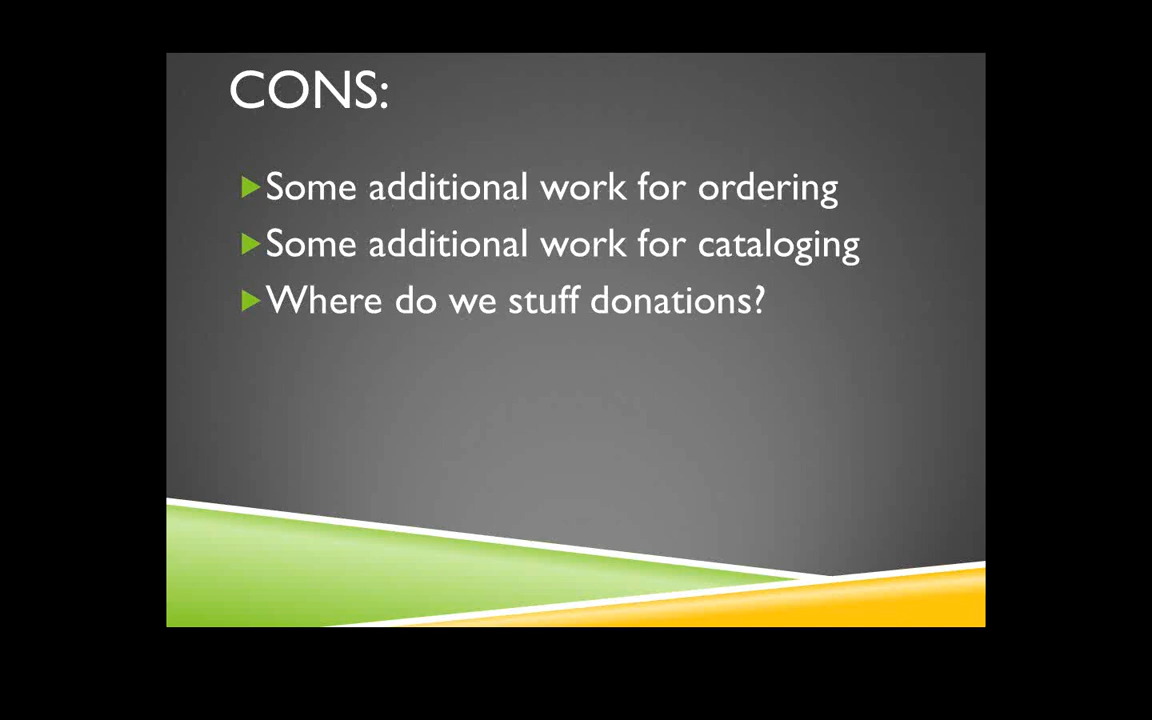 CONS:
Some additional work for ordering
Some additional work for cataloging
Where do we stuff donations?